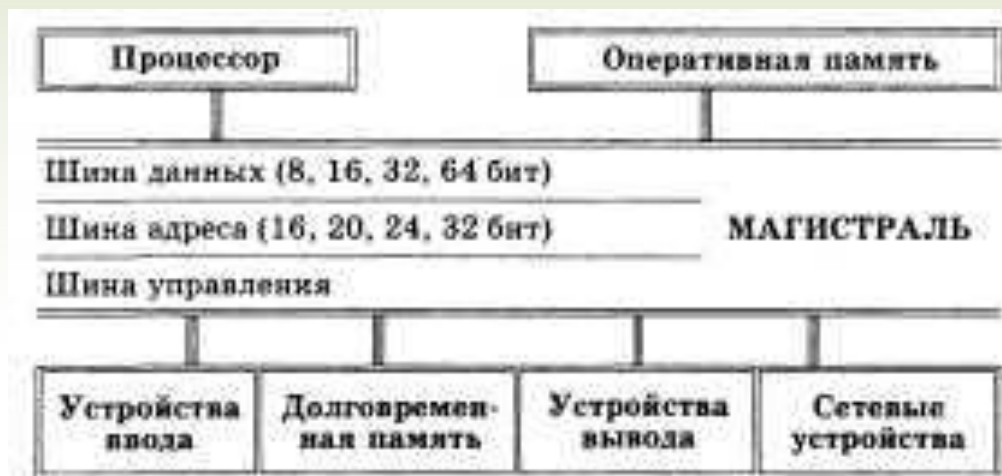 Процессор
Оперативная память
Шина данных (8, 16, 32, 64 бит)
Шина адреса (16, 20, 24, 32 бит)
МАГИСТРАЛЬ
Шина управления
Устройства
ввода
Долговремен-
ная память
Устройства
вывода
Сетевые
устройства